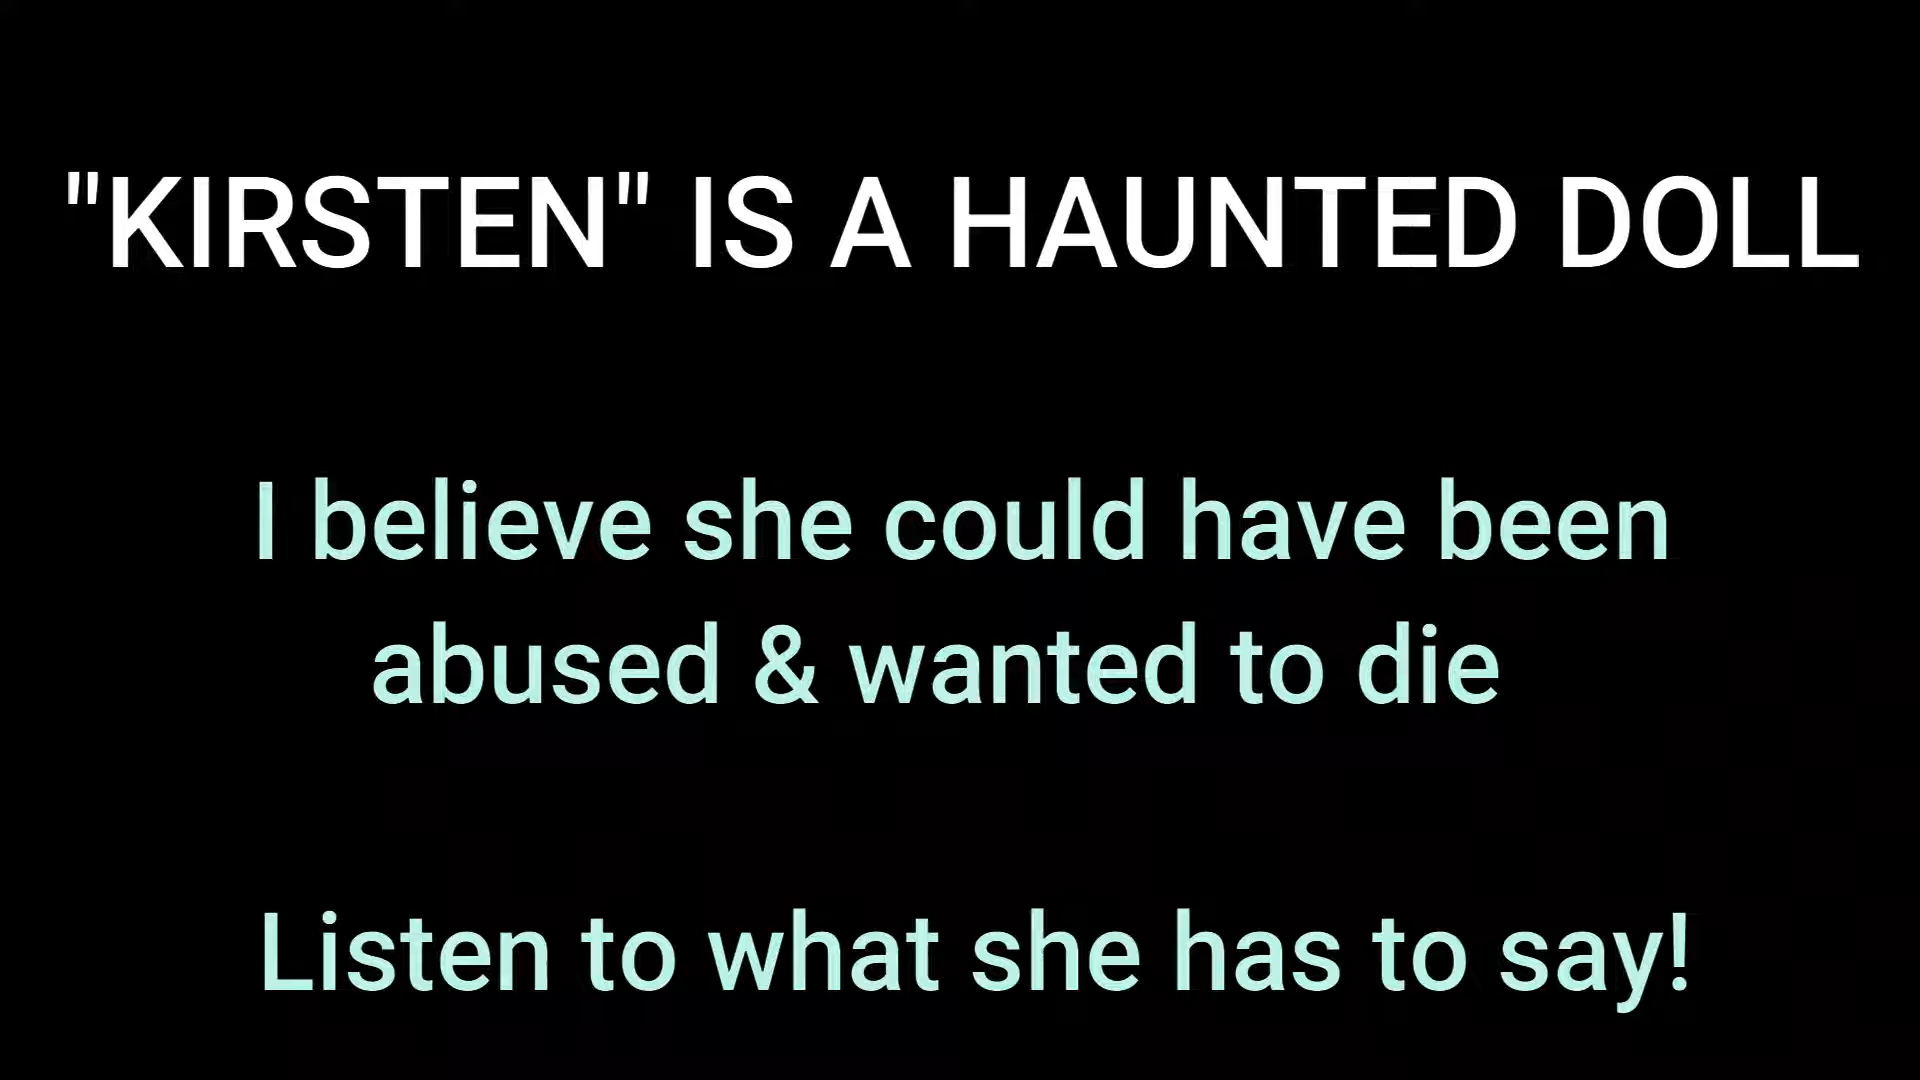 "KIRSTEN" IS A HAUNTED DOLL
I believe she could have been
abused & wanted to die
Listen to what she has to say!